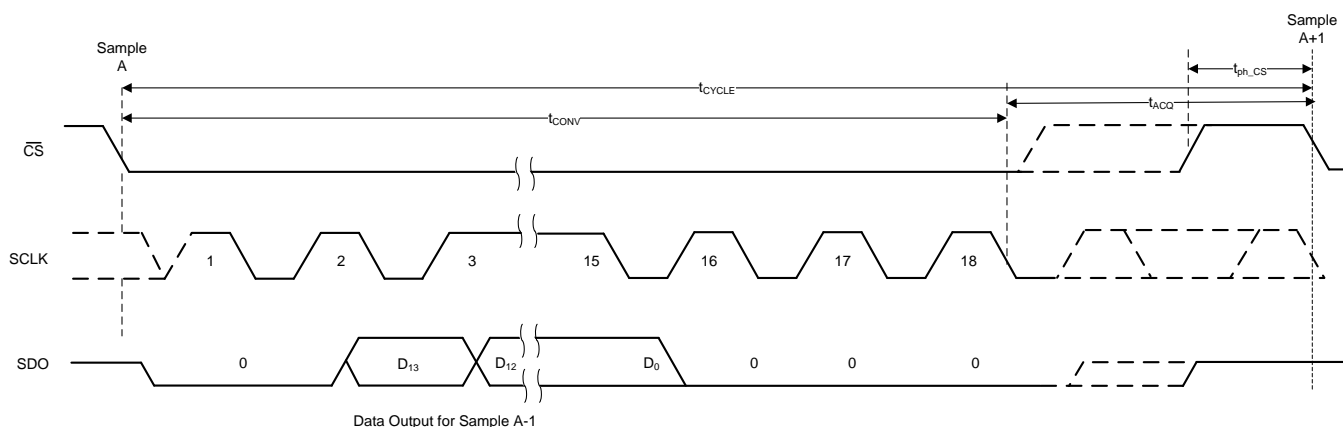 Sample
A
Sample
A+1
tph_CS
tCYCLE
tACQ
tCONV
CS
SCLK
1
2
3
15
16
17
18
SDO
0
D13
D12
D0
0
0
0
Data Output for Sample A-1